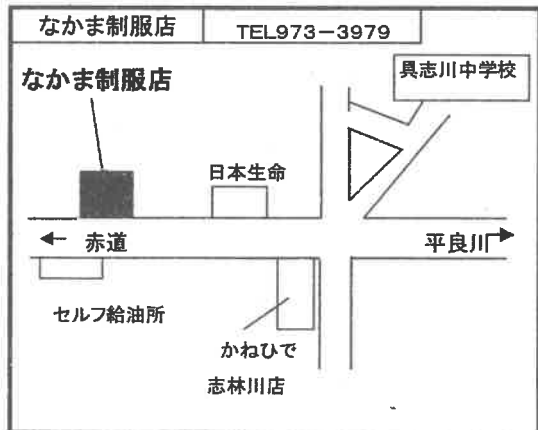 なかま制服店
TEL973-3979
なかま制服店
具志川中学校
日本生命
← 赤道
平良川 →
セルフ給油所
かねひで
志林川店